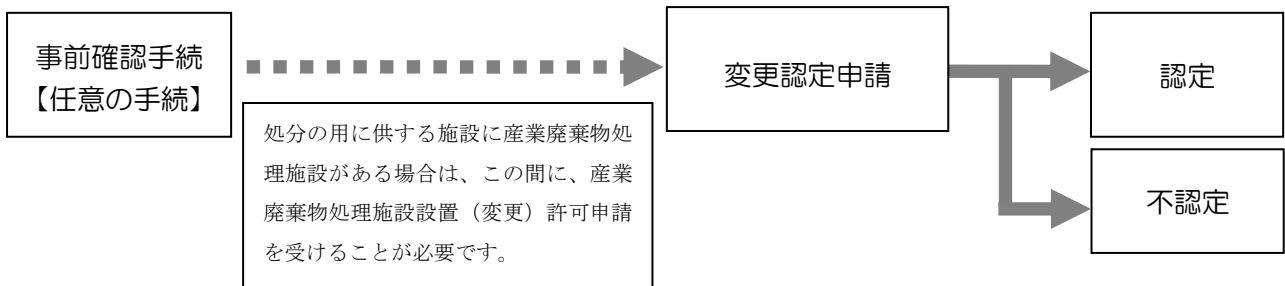 事前確認手続
【任意の手続】
処分の用に供する施設に産業廃棄物処
理施設がある場合は、この間に、産業
廃棄物処理施設設置（変更）許可申請
を受けることが必要です。
変更認定申請
認定
不認定